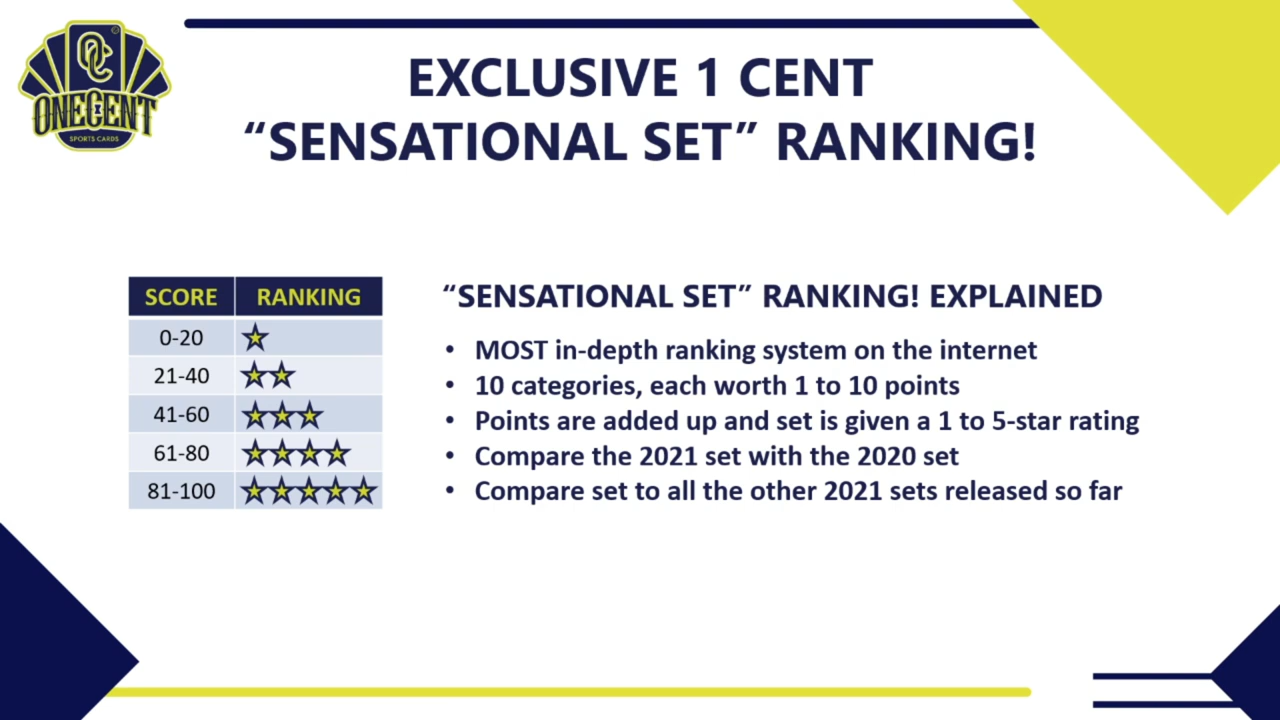 OC
ONECENT
SPORTS CARDS
EXCLUSIVE 1 CENT
“SENSATIONAL SET” RANKING!
SCORE RANKING
0-20
21-40
41-60
61-80
81-100
“SENSATIONAL SET” RANKING! EXPLAINED
• MOST in-depth ranking system on the internet
• 10 categories, each worth 1 to 10 points
• Points are added up and set is given a 1 to 5-star rating
• Compare the 2021 set with the 2020 set
• Compare set to all the other 2021 sets released so far